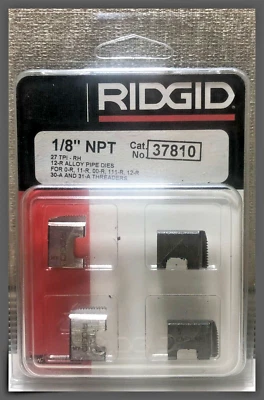 RIDGID
1/8" NPT Cat. No. 37810
27 TPI - RH
12-R ALLOY PIPE DIES
FOR 0-R, 11-R, 00-R, 111-R, 12-R
30-A AND 31-A THREADERS